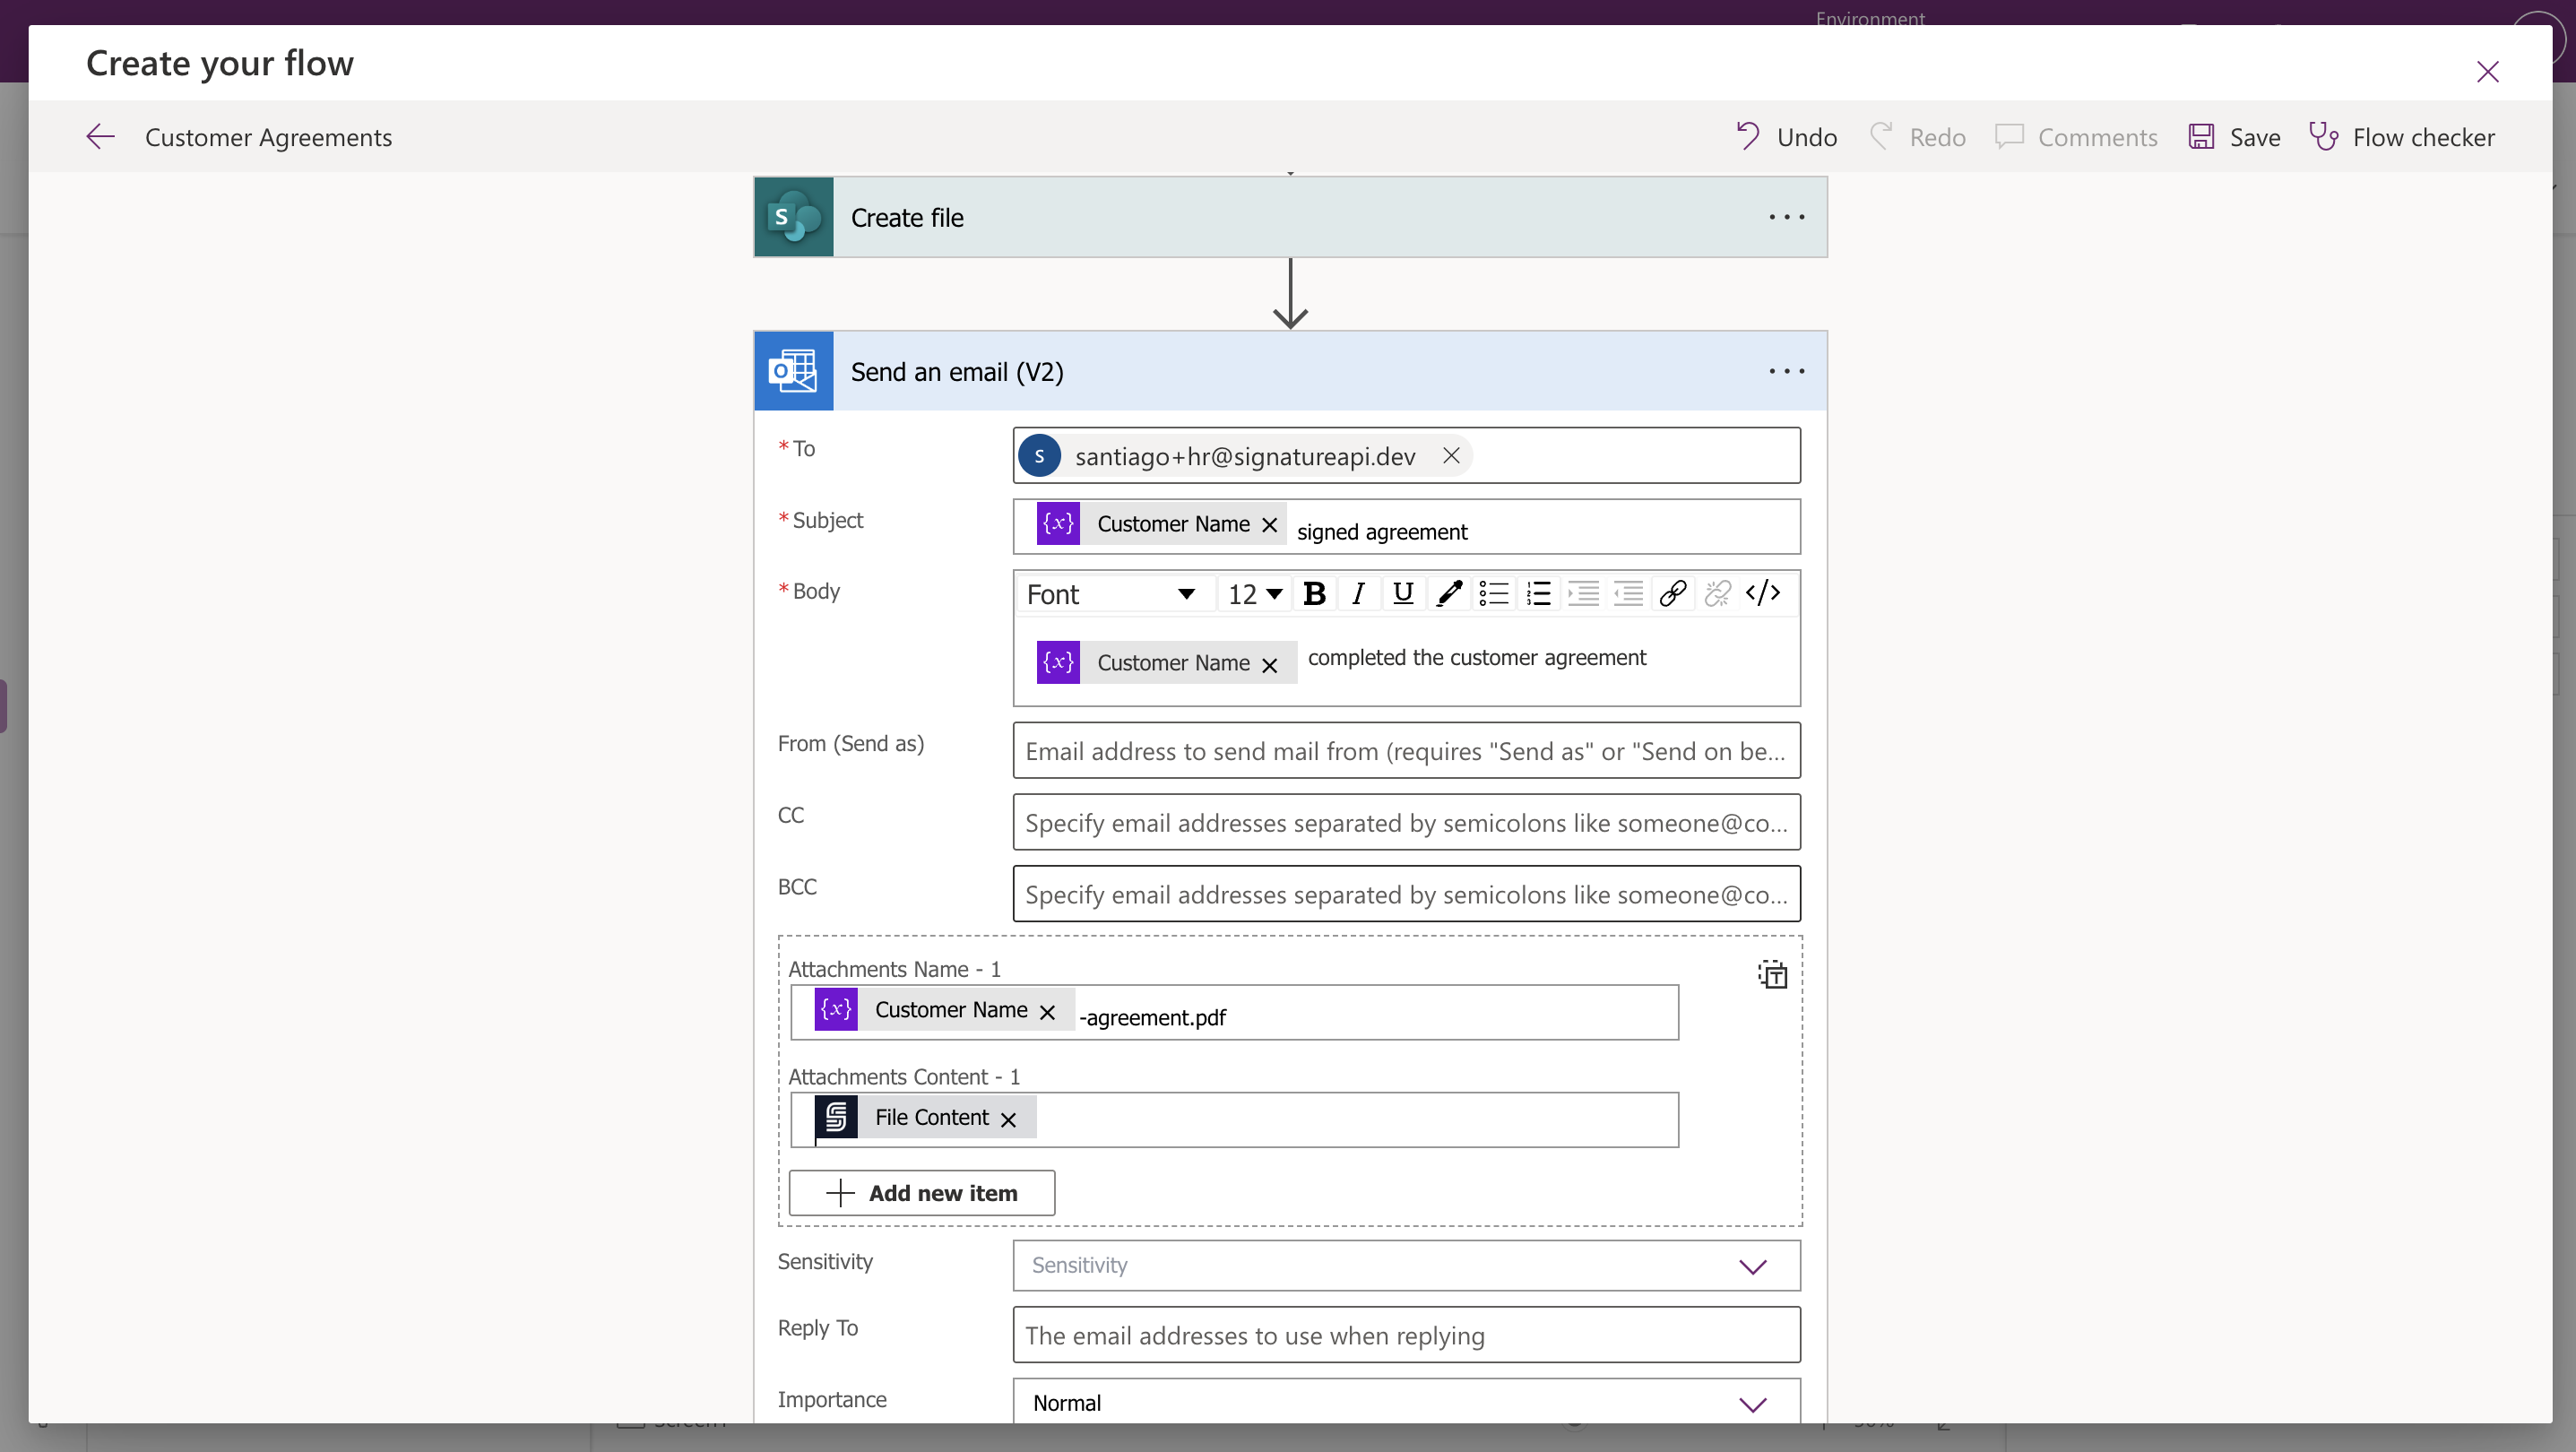 Environment
Create your flow
Customer Agreements
Undo
Redo
Comments
Save
Flow checker
S
Create file
Send an email (V2)
* To
S
santiago+hr@signatureapi.dev
* Subject
{x} Customer Name signed agreement
* Body
Font
12
B I U
</>
{x} Customer Name completed the customer agreement
From (Send as)
Email address to send mail from (requires "Send as" or "Send on be...
CC
Specify email addresses separated by semicolons like someone@co...
BCC
Specify email addresses separated by semicolons like someone@co...
Attachments Name - 1
T
{x} Customer Name -agreement.pdf
Attachments Content - 1
File Content
Add new item
Sensitivity
Sensitivity
Reply To
The email addresses to use when replying
Importance
Normal